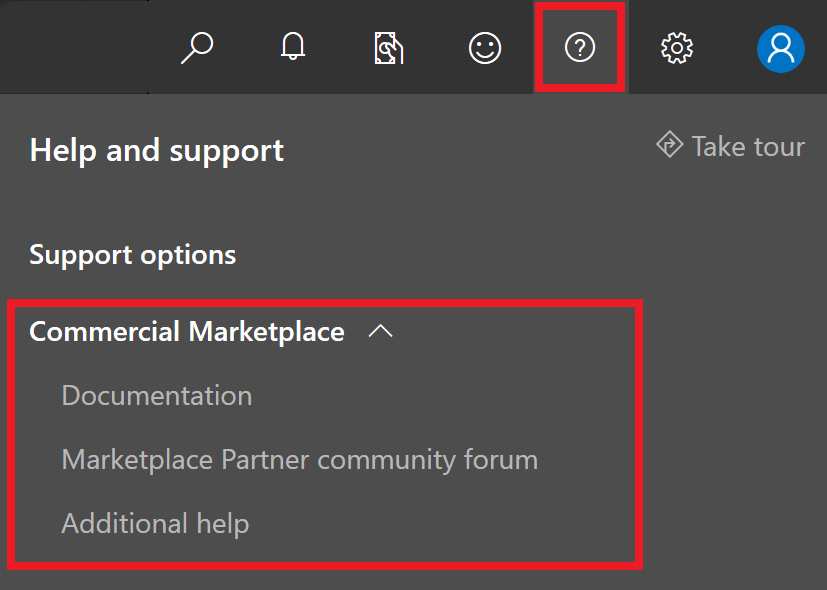 Help and support
Take tour
Support options
Commercial Marketplace
Documentation
Marketplace Partner community forum
Additional help